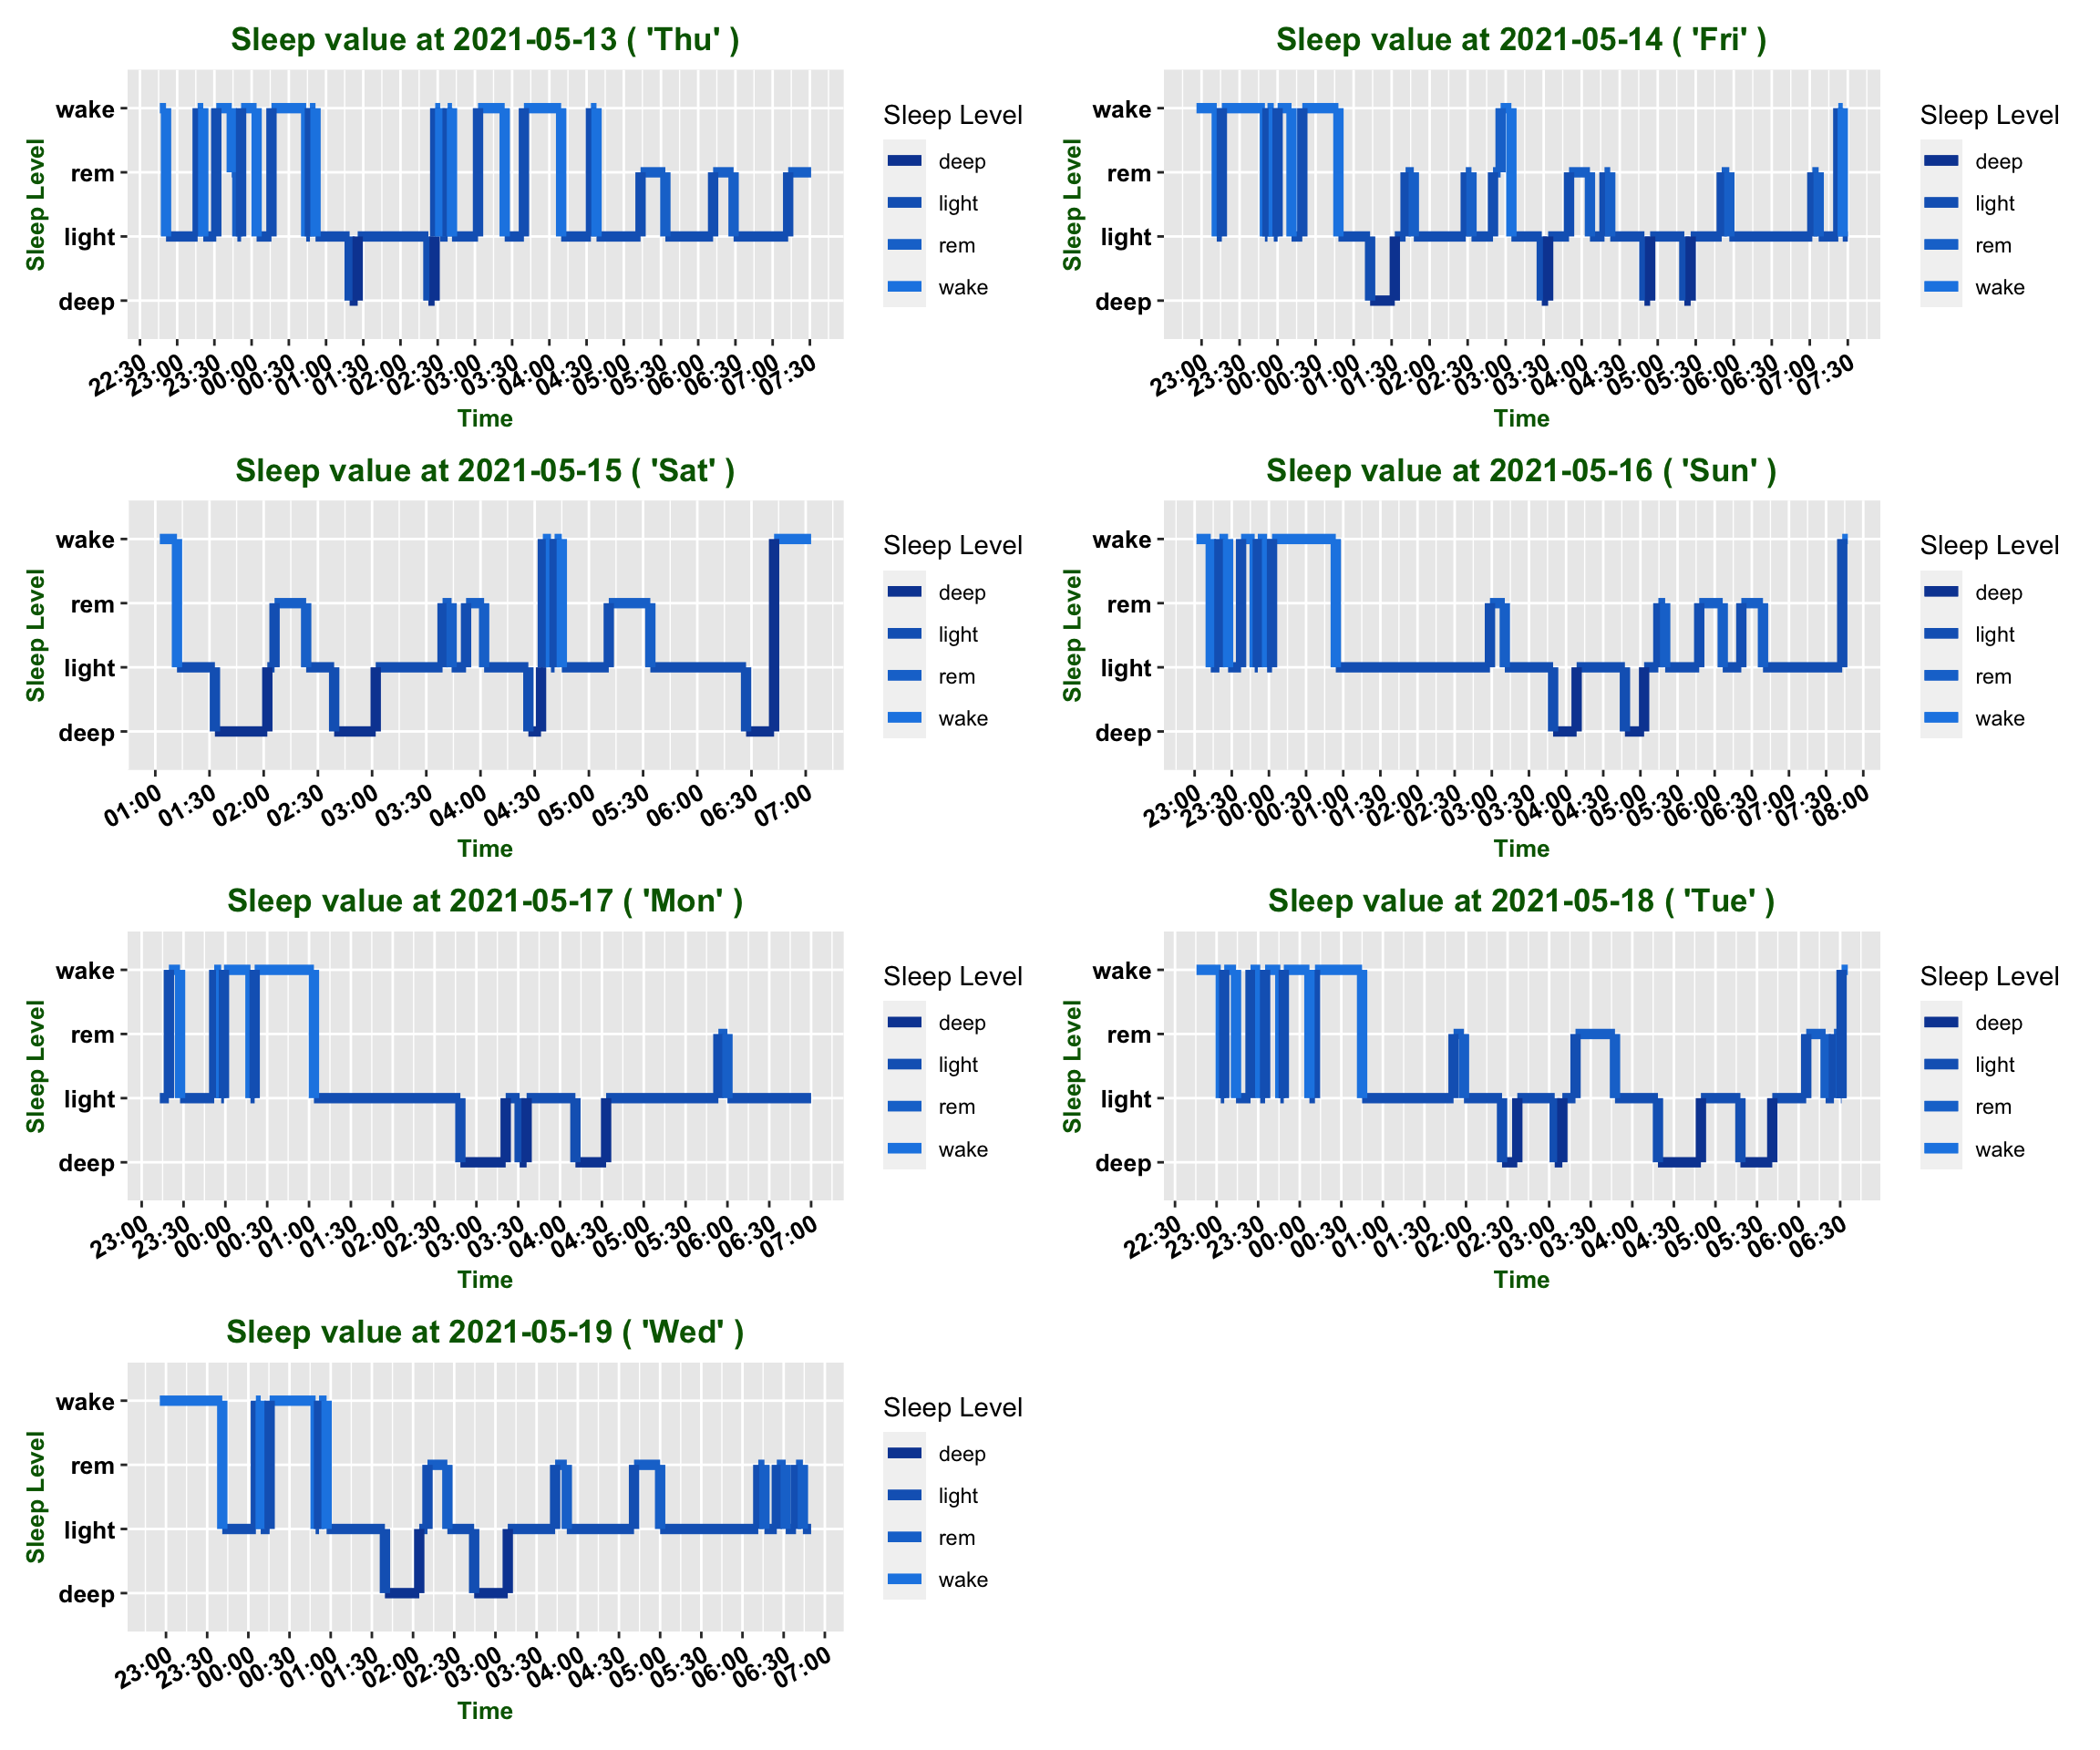 Sleep value at 2021-05-13 ( 'Thu' )
Sleep Level
wake
rem
light
deep
22:30 23:00 23:30 00:00 00:30 01:00 01:30 02:00 02:30 03:00 03:30 04:00 04:30 05:00 05:30 06:00 06:30 07:00 07:30
Time
Sleep Level
deep
light
rem
wake
Sleep value at 2021-05-14 ( 'Fri' )
Sleep Level
wake
rem
light
deep
23:00 23:30 00:00 00:30 01:00 01:30 02:00 02:30 03:00 03:30 04:00 04:30 05:00 05:30 06:00 06:30 07:00 07:30
Time
Sleep Level
deep
light
rem
wake
Sleep value at 2021-05-15 ( 'Sat' )
Sleep Level
wake
rem
light
deep
01:00 01:30 02:00 02:30 03:00 03:30 04:00 04:30 05:00 05:30 06:00 06:30 07:00
Time
Sleep Level
deep
light
rem
wake
Sleep value at 2021-05-16 ( 'Sun' )
Sleep Level
wake
rem
light
deep
23:00 23:30 00:00 00:30 01:00 01:30 02:00 02:30 03:00 03:30 04:00 04:30 05:00 05:30 06:00 06:30 07:00 07:30 08:00
Time
Sleep Level
deep
light
rem
wake
Sleep value at 2021-05-17 ( 'Mon' )
Sleep Level
wake
rem
light
deep
23:00 23:30 00:00 00:30 01:00 01:30 02:00 02:30 03:00 03:30 04:00 04:30 05:00 05:30 06:00 06:30 07:00
Time
Sleep Level
deep
light
rem
wake
Sleep value at 2021-05-18 ( 'Tue' )
Sleep Level
wake
rem
light
deep
22:30 23:00 23:30 00:00 00:30 01:00 01:30 02:00 02:30 03:00 03:30 04:00 04:30 05:00 05:30 06:00 06:30
Time
Sleep Level
deep
light
rem
wake
Sleep value at 2021-05-19 ( 'Wed' )
Sleep Level
wake
rem
light
deep
23:00 23:30 00:00 00:30 01:00 01:30 02:00 02:30 03:00 03:30 04:00 04:30 05:00 05:30 06:00 06:30 07:00
Time
Sleep Level
deep
light
rem
wake